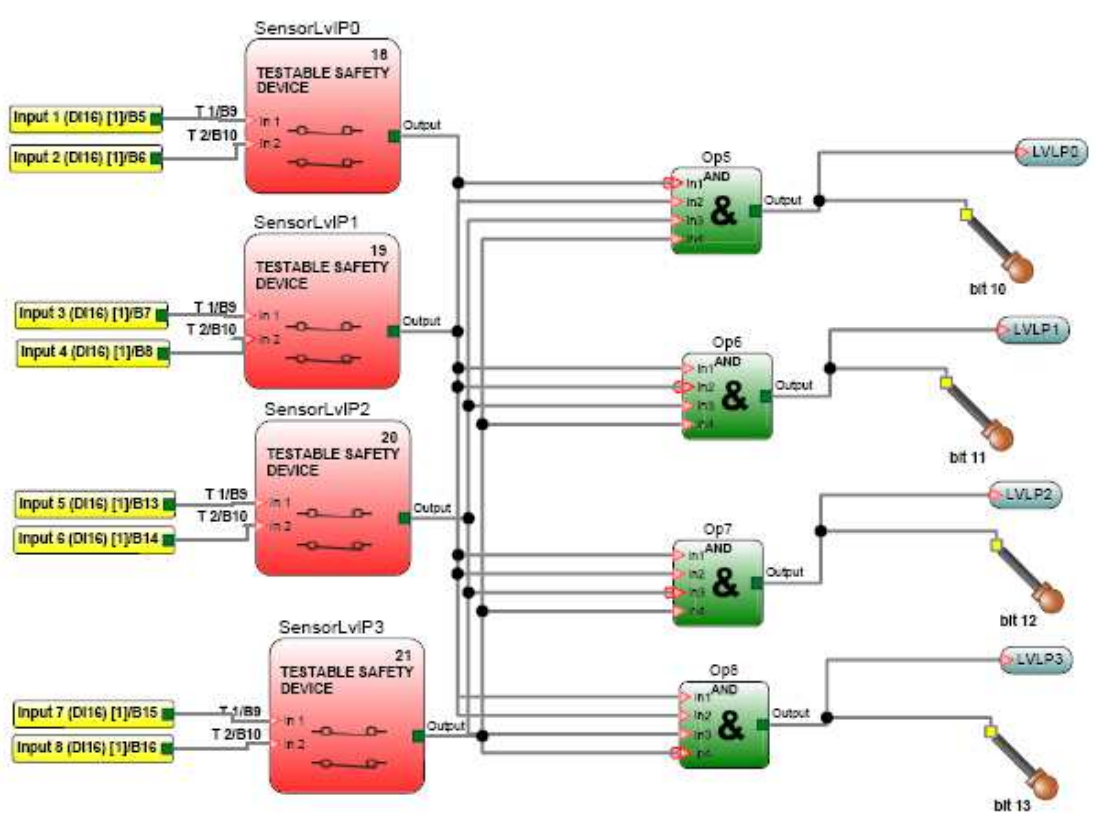 SensorLvlP0
18
TESTABLE SAFETY
DEVICE
Input 1 (DI16) [1]/B5
T 1/B9
In 1
Input 2 (DI16) [1]/B6
T 2/B10
In 2
Output
SensorLvlP1
19
TESTABLE SAFETY
DEVICE
Input 3 (DI16) [1]/B7
T 1/B9
In 1
Input 4 (DI16) [1]/B8
T 2/B10
In 2
Output
SensorLvlP2
20
TESTABLE SAFETY
DEVICE
Input 5 (DI16) [1]/B13
T 1/B9
In 1
Input 6 (DI16) [1]/B14
T 2/B10
In 2
Output
SensorLvlP3
21
TESTABLE SAFETY
DEVICE
Input 7 (DI16) [1]/B15
T 1/B9
In 1
Input 8 (DI16) [1]/B16
T 2/B10
In 2
Output
Op5
AND
In1
In2
In3
In4
&
Output
LVLP0
bit 10
Op6
AND
In1
In2
In3
In4
&
Output
LVLP1
bit 11
Op7
AND
In1
In2
In3
In4
&
Output
LVLP2
bit 12
Op8
AND
In1
In2
In3
In4
&
Output
LVLP3
bit 13